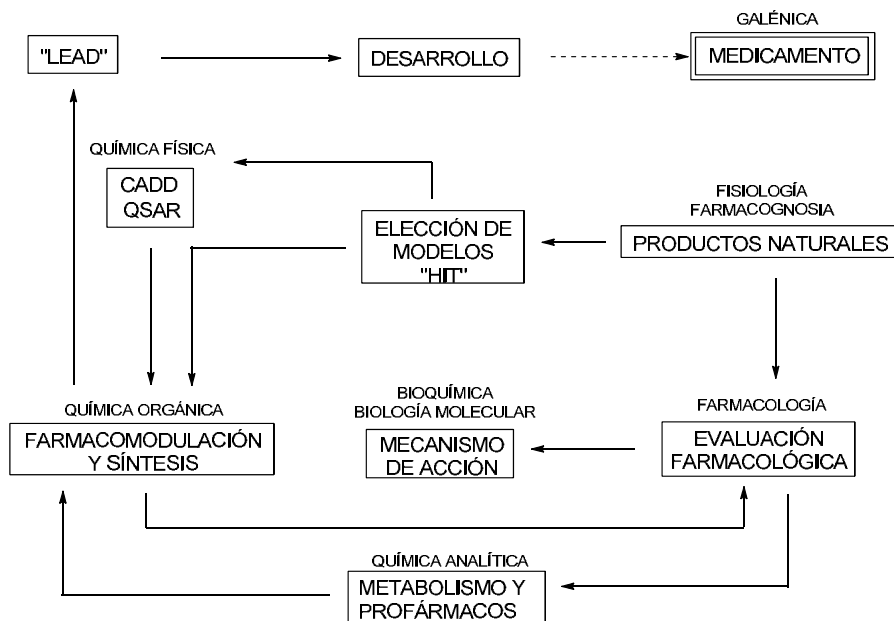 GALÉNICA
"LEAD"
DESARROLLO
MEDICAMENTO
QUÍMICA FÍSICA
CADD
QSAR
ELECCIÓN DE
MODELOS
"HIT"
FISIOLOGÍA
FARMACOGNOSIA
PRODUCTOS NATURALES
QUÍMICA ORGÁNICA
FARMACOMODULACIÓN
Y SÍNTESIS
BIOQUÍMICA
BIOLOGÍA MOLECULAR
MECANISMO
DE ACCIÓN
FARMACOLOGÍA
EVALUACIÓN
FARMACOLÓGICA
QUÍMICA ANALÍTICA
METABOLISMO Y
PROFÁRMACOS